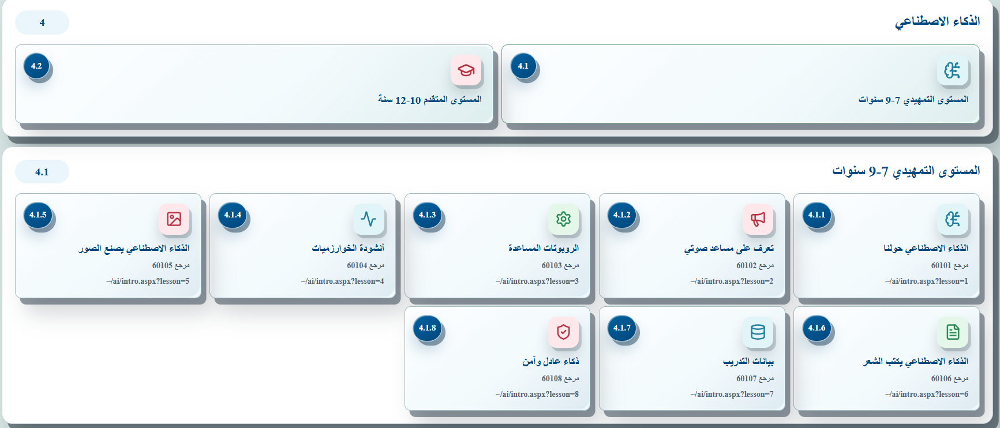 الذكاء الاصطناعي
4
4.1
المستوى التمهيدي 7-9 سنوات
4.2
المستوى المتقدم 10-12 سنة
المستوى التمهيدي 7-9 سنوات
4.1
4.1.1
الذكاء الاصطناعي حولنا
مرجع 60101
~/ai/intro.aspx?lesson=1
4.1.2
تعرف على مساعد صوتي
مرجع 60102
~/ai/intro.aspx?lesson=2
4.1.3
الروبوتات المساعدة
مرجع 60103
~/ai/intro.aspx?lesson=3
4.1.4
أنشودة الخوارزميات
مرجع 60104
~/ai/intro.aspx?lesson=4
4.1.5
الذكاء الاصطناعي يصنع الصور
مرجع 60105
~/ai/intro.aspx?lesson=5
4.1.6
الذكاء الاصطناعي يكتب الشعر
مرجع 60106
~/ai/intro.aspx?lesson=6
4.1.7
بيانات التدريب
مرجع 60107
~/ai/intro.aspx?lesson=7
4.1.8
ذكاء عادل وآمن
مرجع 60108
~/ai/intro.aspx?lesson=8